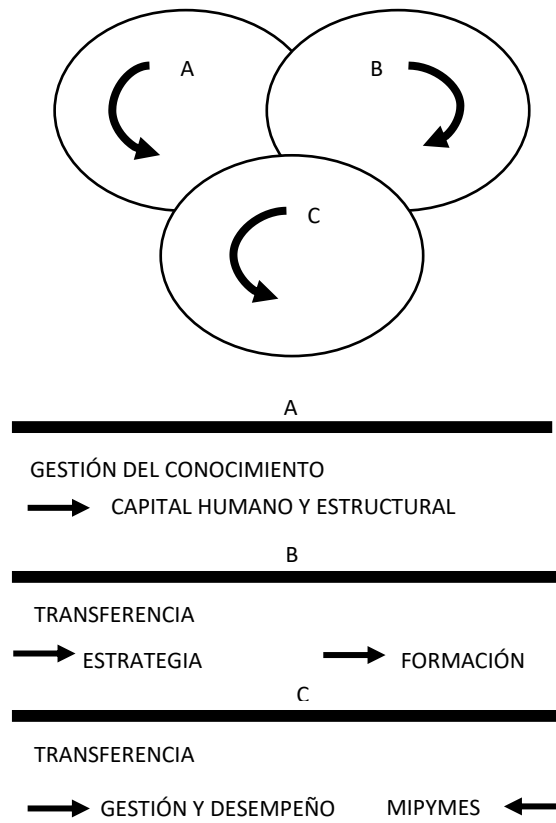 A
B
C
A
GESTIÓN DEL CONOCIMIENTO
CAPITAL HUMANO Y ESTRUCTURAL
B
TRANSFERENCIA
ESTRATEGIA FORMACIÓN
C
TRANSFERENCIA
GESTIÓN Y DESEMPEÑO MIPYMES